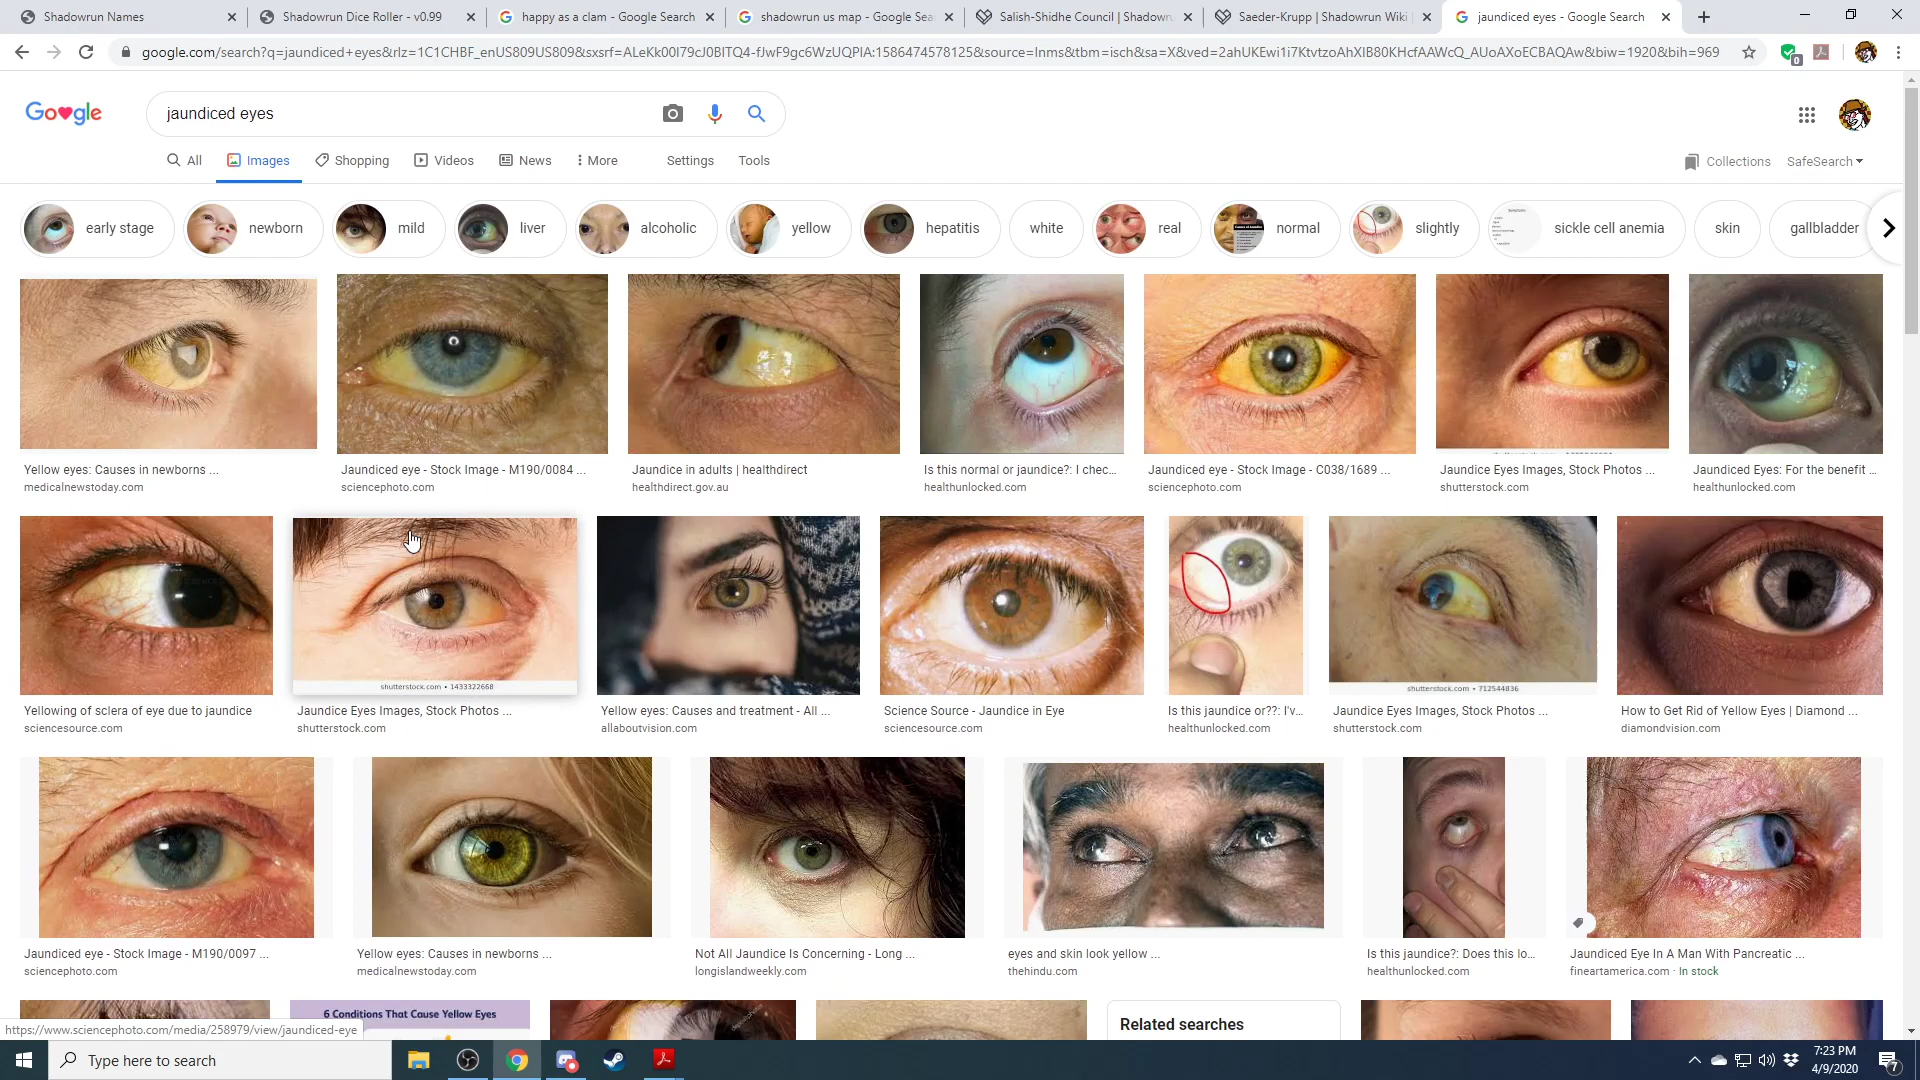 Shadowrun Names
Shadowrun Dice Roller - v0.99
happy as a clam - Google Search
shadowrun us map - Google Sea
Salish-Shidhe Council | Shadowru
Saeder-Krupp | Shadowrun Wiki |
jaundiced eyes - Google Search
google.com/search?q=jaundiced+eyes&rlz=1C1CHBF_enUS809US809&sxsrf=ALeKk00I79cJ0BITQ4-fJwF9gc6WzUQPIA:1586474578125&source=lnms&tbm=isch&sa=X&ved=2ahUKEwi1i7KtvtzoAhXIB80KHcfAAWcQ_AUoAXoECBAQAw&biw=1920&bih=969
0
jaundiced eyes
All
Images
Shopping
Videos
News
More
Settings
Tools
Collections
SafeSearch
early stage
newborn
mild
liver
alcoholic
yellow
hepatitis
white
real
normal
slightly
sickle cell anemia
skin
gallbladder
Yellow eyes: Causes in newborns ...
medicalnewstoday.com
Jaundiced eye - Stock Image - M190/0084 ...
sciencephoto.com
Jaundice in adults | healthdirect
healthdirect.gov.au
Is this normal or jaundice?: I chec...
healthunlocked.com
Jaundiced eye - Stock Image - C038/1689 ...
sciencephoto.com
Jaundice Eyes Images, Stock Photos ...
shutterstock.com
Jaundiced Eyes: For the benefit ...
healthunlocked.com
shutterstock.com • 1433322668
shutterstock.com • 712544836
Yellowing of sclera of eye due to jaundice
sciencesource.com
Jaundice Eyes Images, Stock Photos ...
shutterstock.com
Yellow eyes: Causes and treatment - All ...
allaboutvision.com
Science Source - Jaundice in Eye
sciencesource.com
Is this jaundice or??: I'v...
healthunlocked.com
Jaundice Eyes Images, Stock Photos ...
shutterstock.com
How to Get Rid of Yellow Eyes | Diamond ...
diamondvision.com
Jaundiced eye - Stock Image - M190/0097 ...
sciencephoto.com
Yellow eyes: Causes in newborns ...
medicalnewstoday.com
Not All Jaundice Is Concerning - Long ...
longislandweekly.com
eyes and skin look yellow ...
thehindu.com
Is this jaundice?: Does this lo...
healthunlocked.com
Jaundiced Eye In A Man With Pancreatic ...
fineartamerica.com · In stock
6 Conditions That Cause Yellow Eyes
Related searches
https://www.sciencephoto.com/media/258979/view/jaundiced-eye
Type here to search
7:23 PM
4/9/2020
7